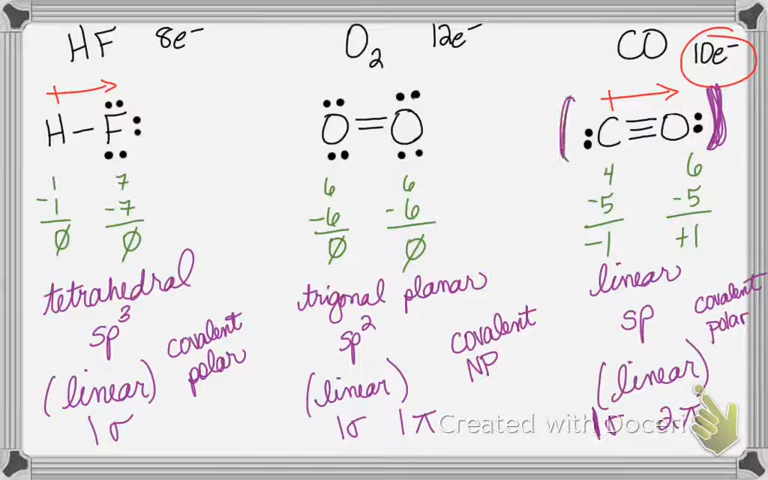 HF 8e⁻
H–F
1 7
-1 -7
0 0
tetrahedral
sp³
covalent
polar
(linear)
1σ
O₂ 12e⁻
O=O
6 6
-6 -6
0 0
trigonal planar
sp²
covalent
NP
(linear)
1σ 1π
CO 10e⁻
(:C≡O:)
4 6
-5 -5
-1 +1
linear
sp
covalent
polar
(linear)
1σ 2π
Created with Doceri